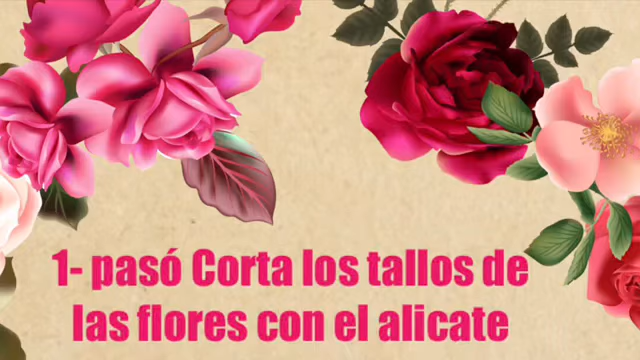 1- pasó Corta los tallos de
las flores con el alicate